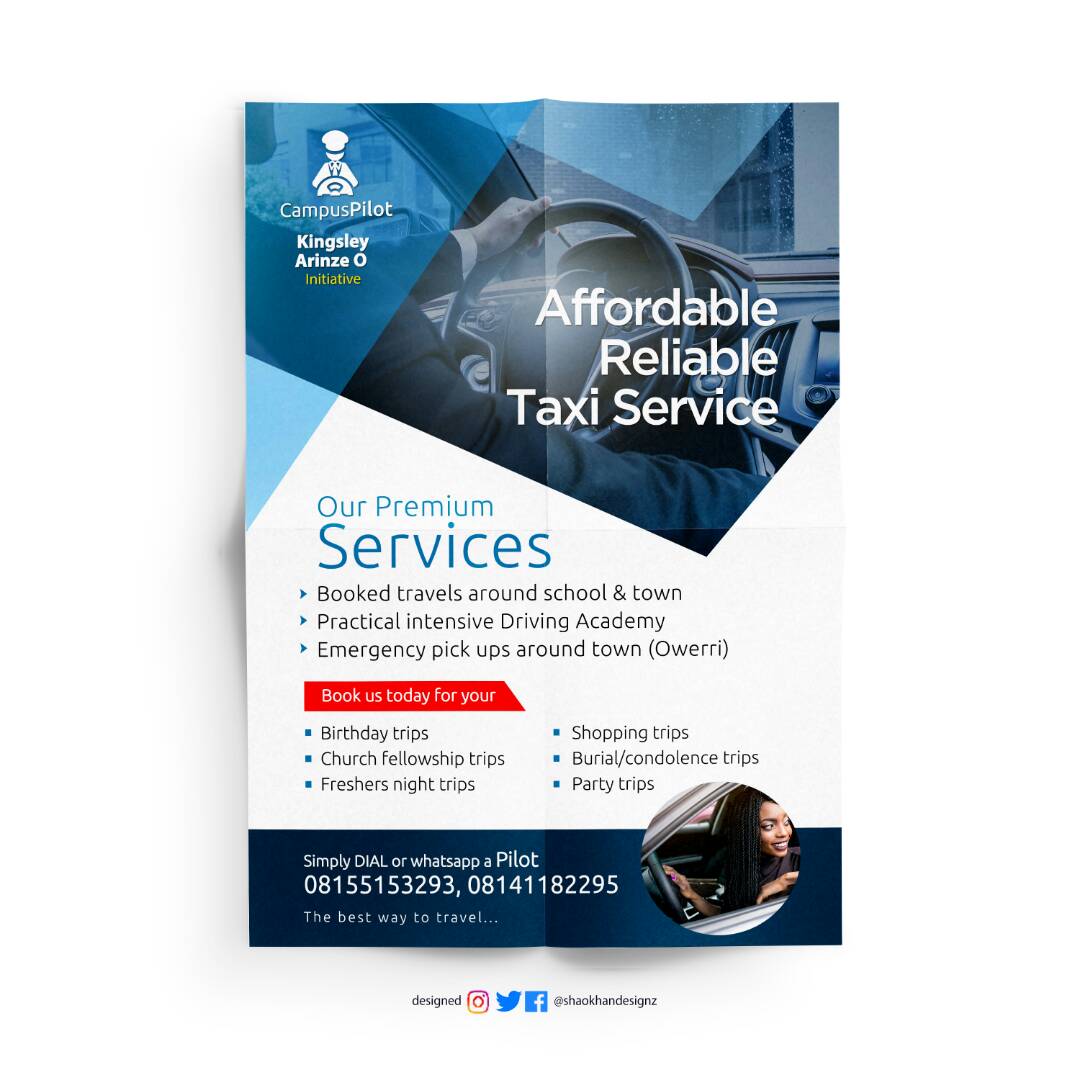 CampusPilot
Kingsley
Arinze O
Initiative
Affordable
Reliable
Taxi Service
Our Premium
Services
Booked travels around school & town
Practical intensive Driving Academy
Emergency pick ups around town (Owerri)
Book us today for your
Birthday trips
Church fellowship trips
Freshers night trips
Shopping trips
Burial/condolence trips
Party trips
Simply DIAL or whatsapp a Pilot
08155153293, 08141182295
The best way to travel...
designed @shaokhandesignz